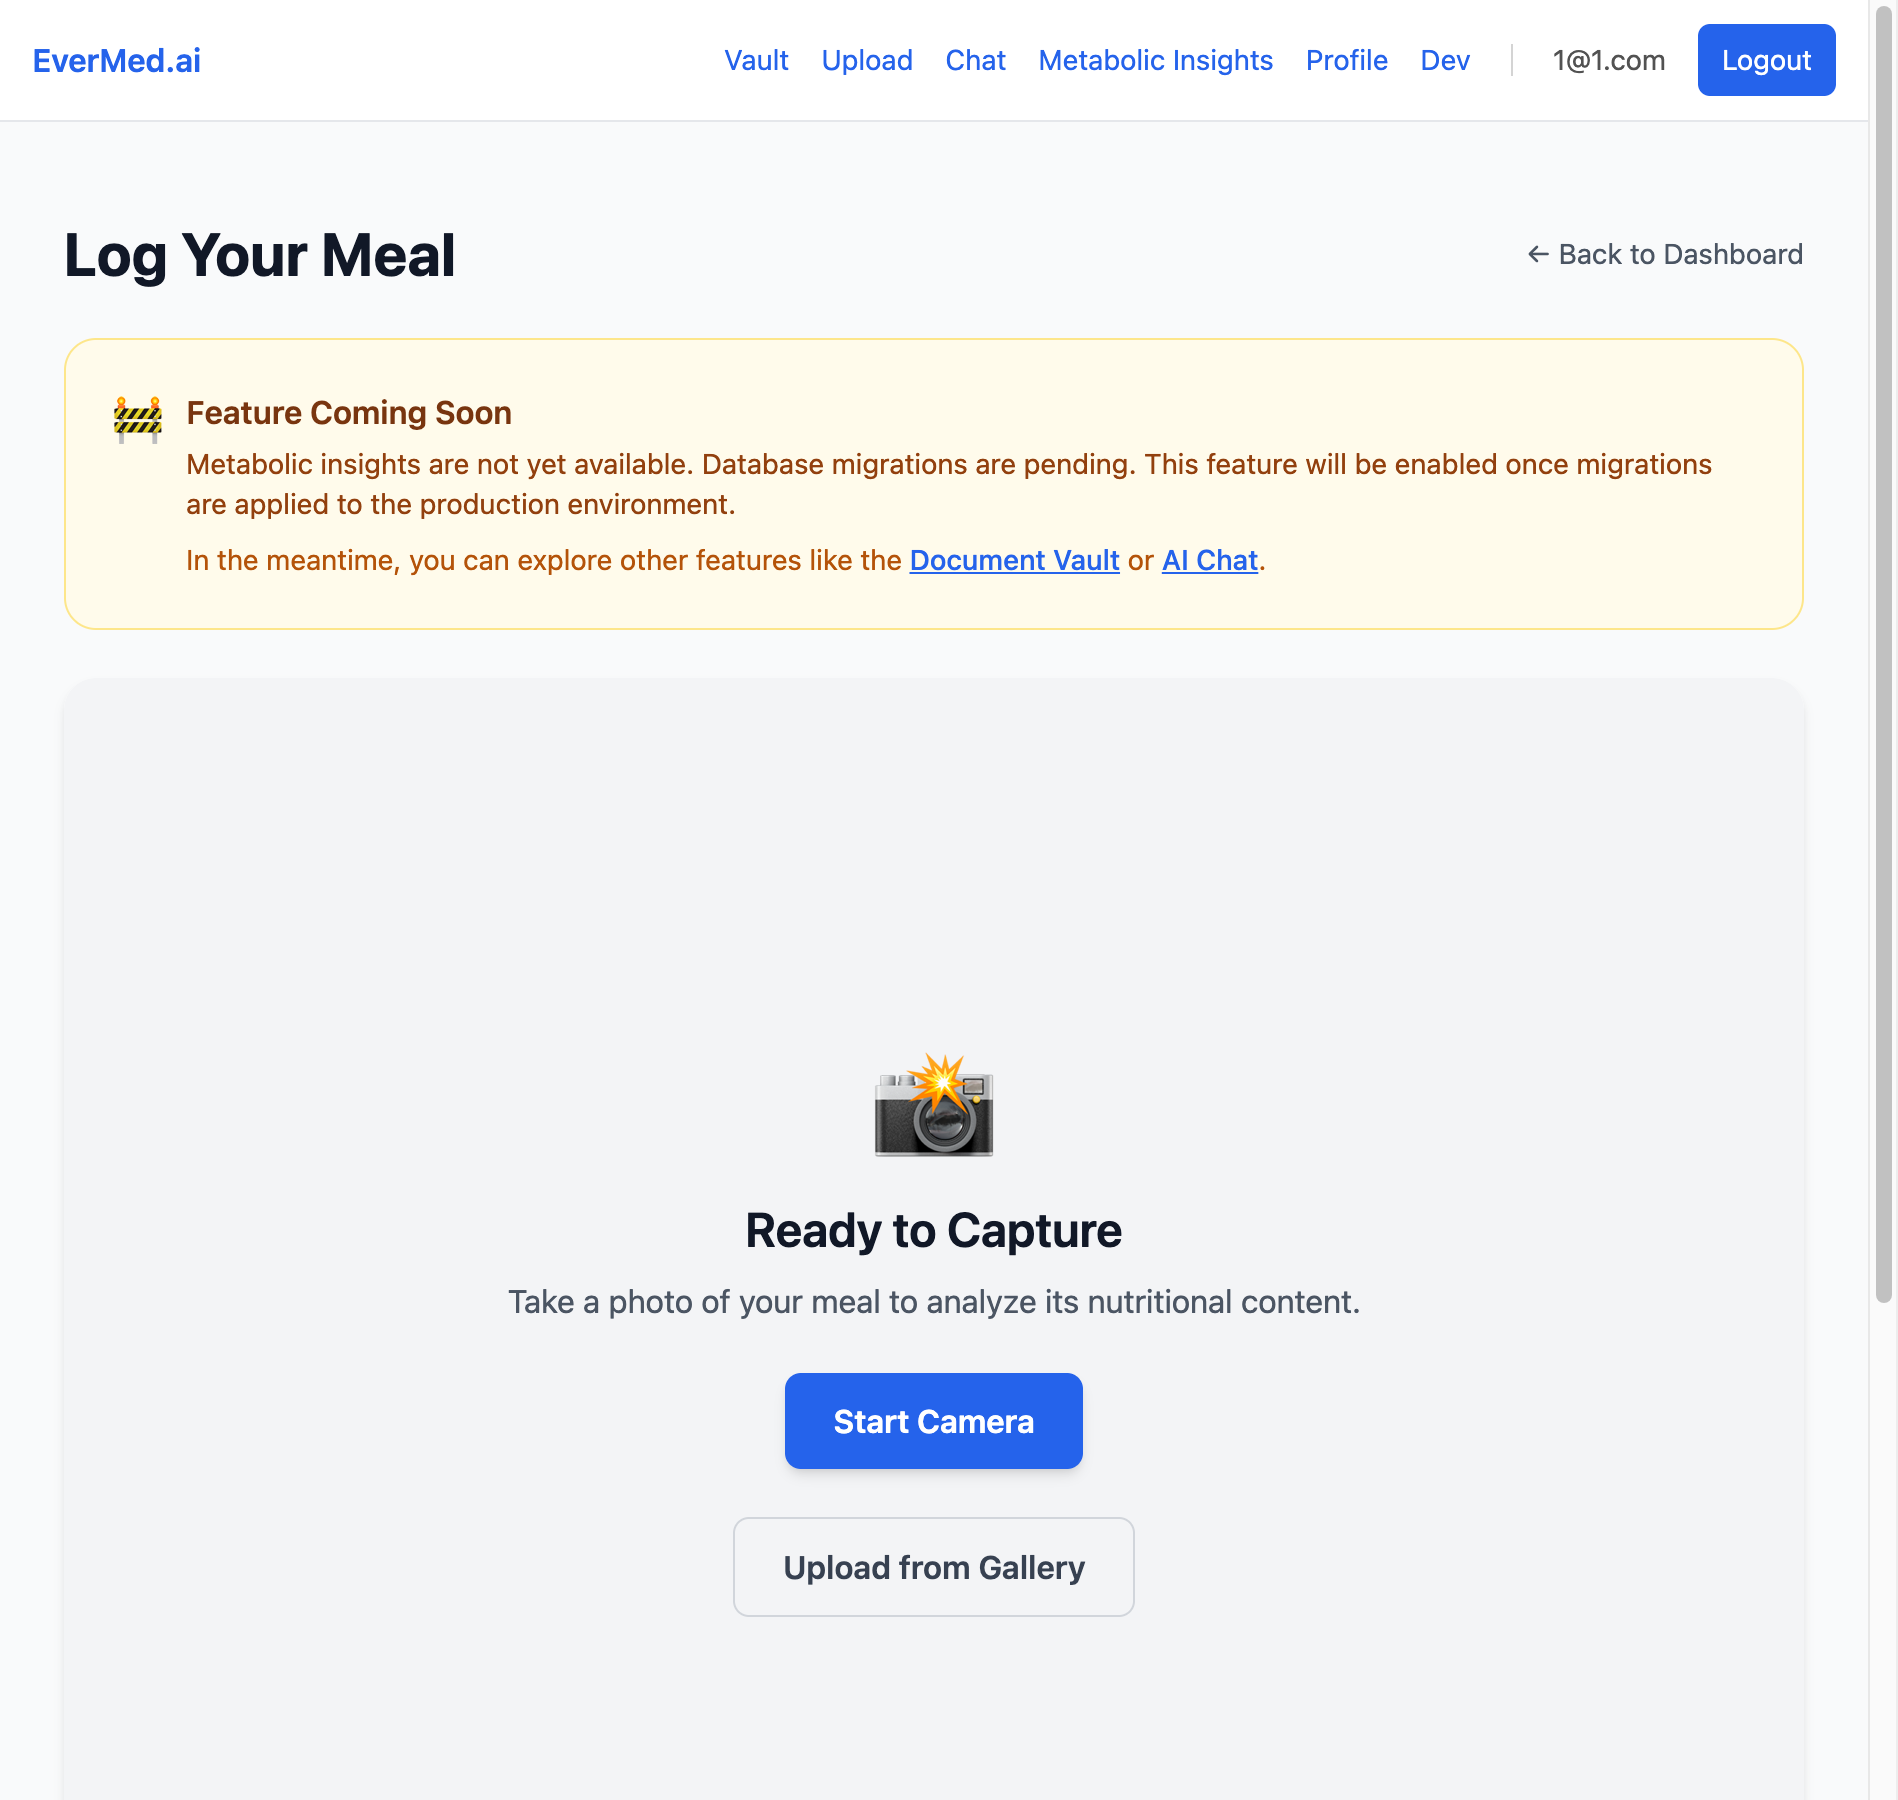 EverMed.ai
Vault Upload Chat Metabolic Insights Profile Dev 1@1.com Logout
Log Your Meal
← Back to Dashboard
Feature Coming Soon
Metabolic insights are not yet available. Database migrations are pending. This feature will be enabled once migrations
are applied to the production environment.
In the meantime, you can explore other features like the Document Vault or AI Chat.
Ready to Capture
Take a photo of your meal to analyze its nutritional content.
Start Camera
Upload from Gallery